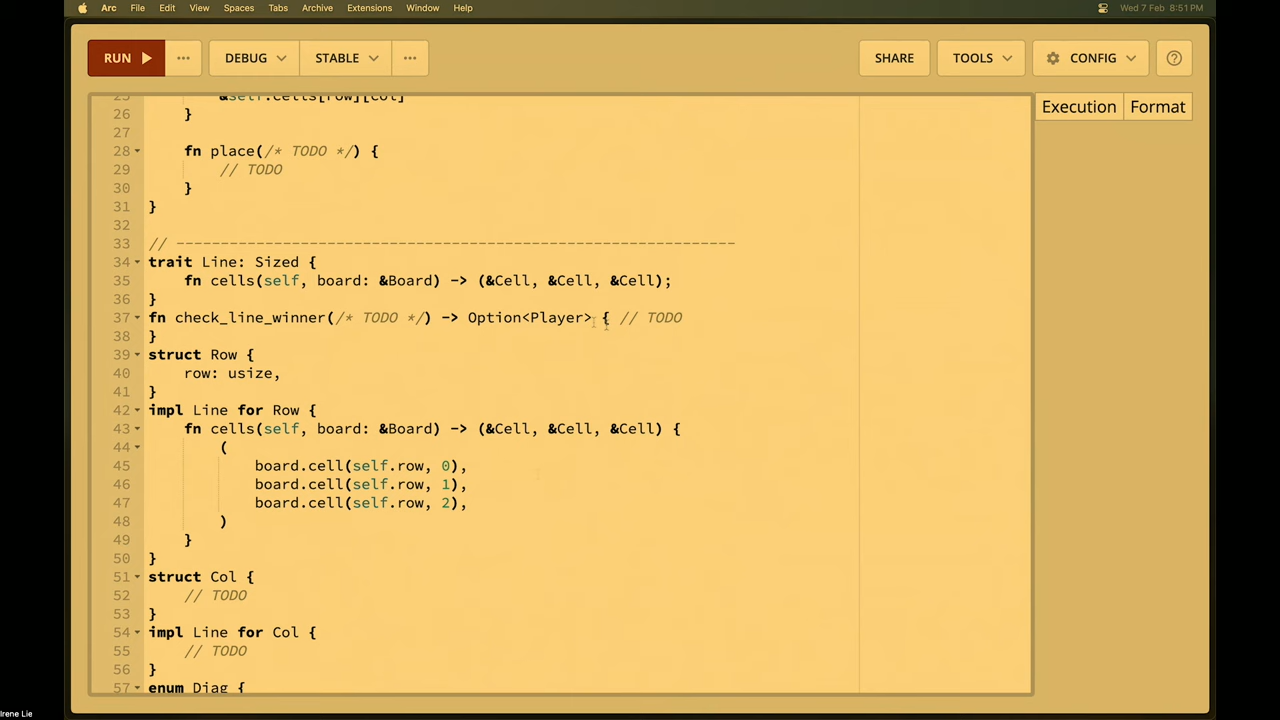 Arc File Edit View Spaces Tabs Archive Extensions Window Help Wed 7 Feb 8:51 PM
RUN ▶ ··· DEBUG STABLE ··· SHARE TOOLS CONFIG ?
Execution Format
25 &self.cells[row][col]
26 }
27
28 fn place(/* TODO */) {
29 // TODO
30 }
31 }
32
33 // ---------------------------------------------------------------
34 trait Line: Sized {
35 fn cells(self, board: &Board) -> (&Cell, &Cell, &Cell);
36 }
37 fn check_line_winner(/* TODO */) -> Option<Player> { // TODO
38 }
39 struct Row {
40 row: usize,
41 }
42 impl Line for Row {
43 fn cells(self, board: &Board) -> (&Cell, &Cell, &Cell) {
44 (
45 board.cell(self.row, 0),
46 board.cell(self.row, 1),
47 board.cell(self.row, 2),
48 )
49 }
50 }
51 struct Col {
52 // TODO
53 }
54 impl Line for Col {
55 // TODO
56 }
57 enum Diag {
Irene Lie